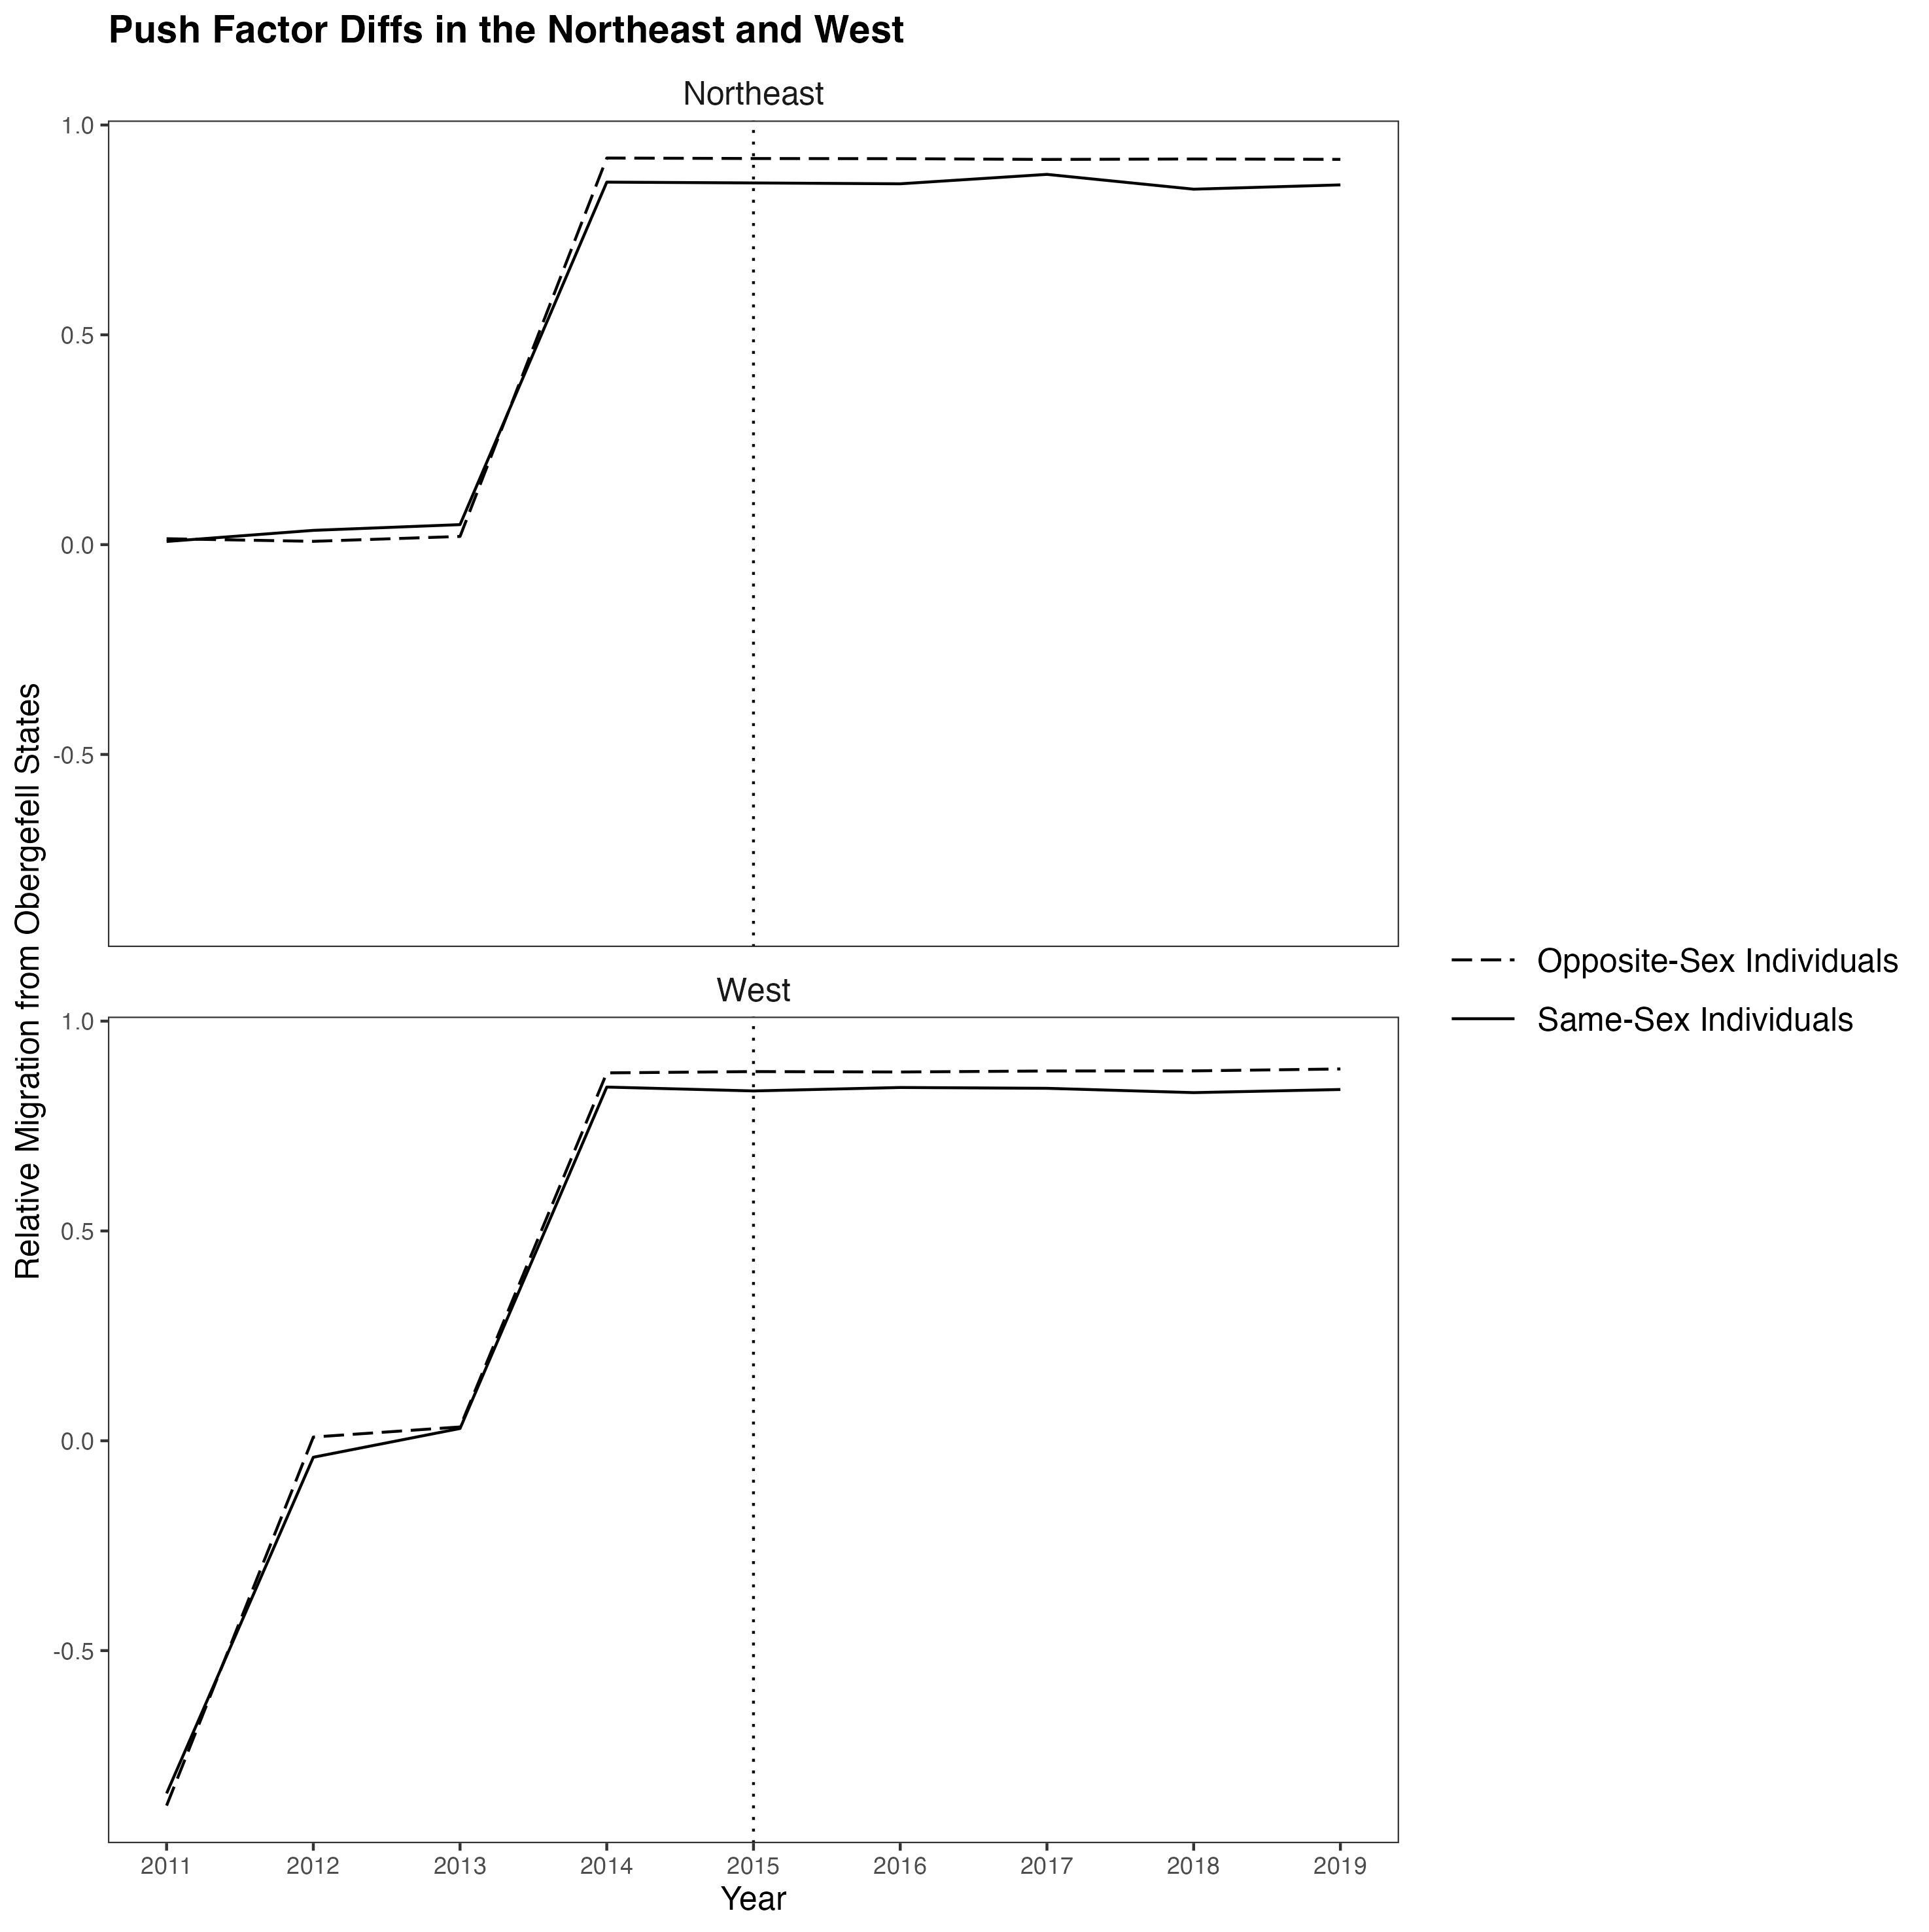 Push Factor Diffs in the Northeast and West
Northeast
1.0
0.5
0.0
-0.5
Relative Migration from Obergefell States
West
1.0
0.5
0.0
-0.5
2011 2012 2013 2014 2015 2016 2017 2018 2019
Year
Opposite-Sex Individuals
Same-Sex Individuals